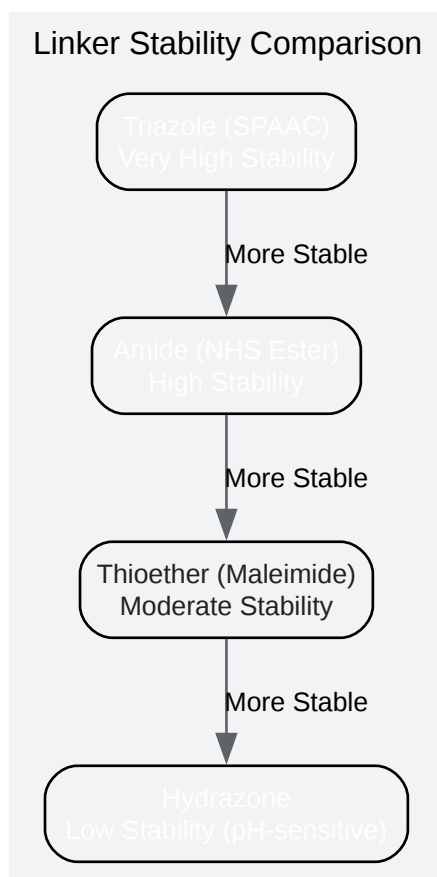 Linker Stability Comparison
Triazole (SPAAC)
Very High Stability
More Stable
Amide (NHS Ester)
High Stability
More Stable
Thioether (Maleimide)
Moderate Stability
More Stable
Hydrazone
Low Stability (pH-sensitive)